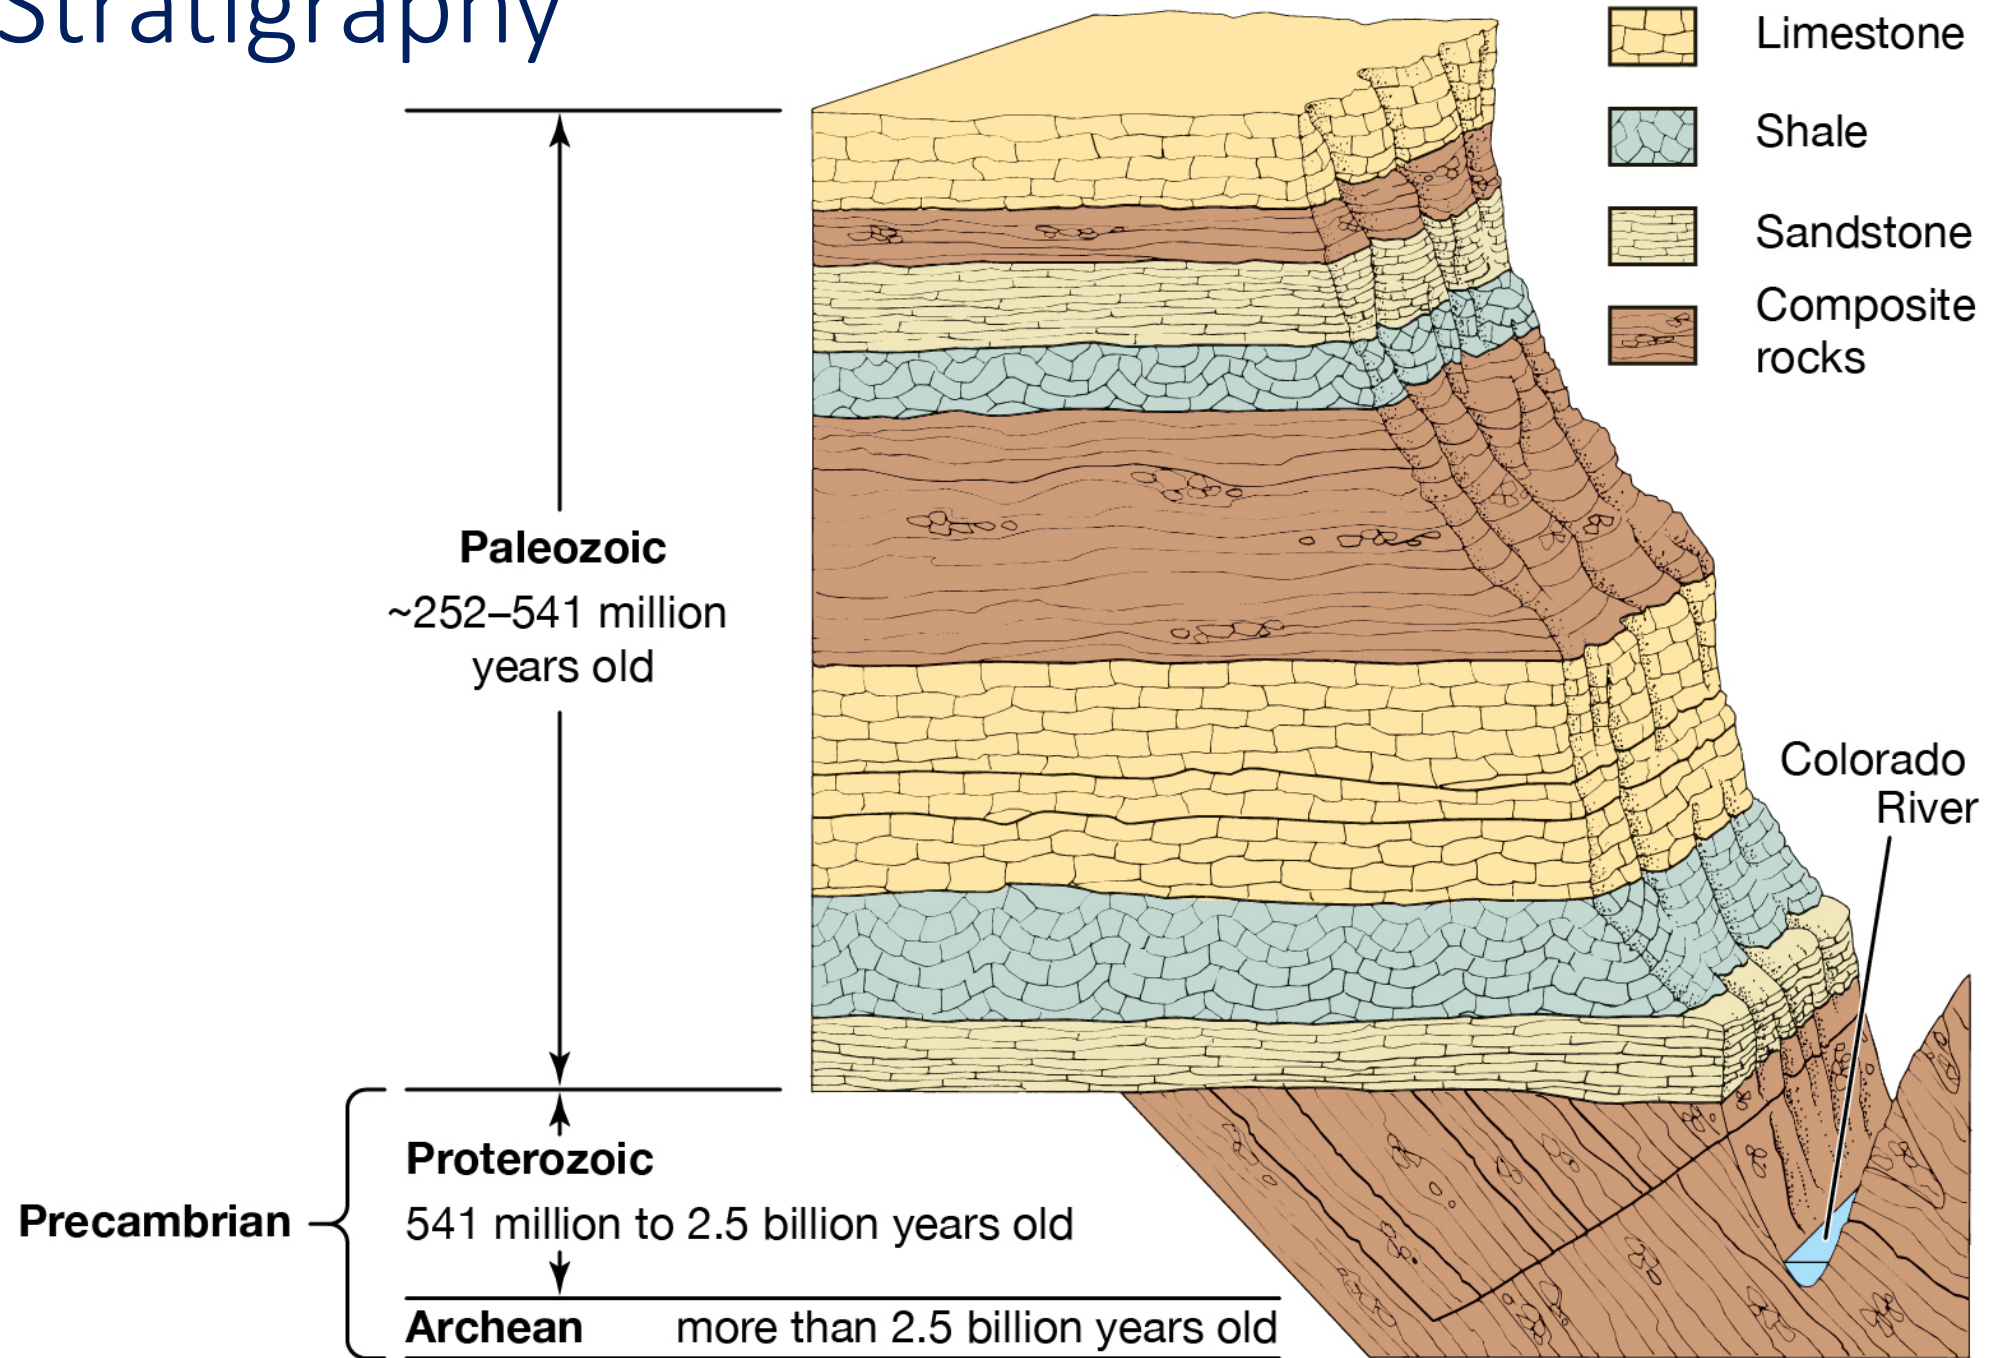 Stratigraphy
Limestone
Shale
Sandstone
Composite
rocks
Paleozoic
~252–541 million
years old
Colorado
River
Precambrian
Proterozoic
541 million to 2.5 billion years old
Archean more than 2.5 billion years old